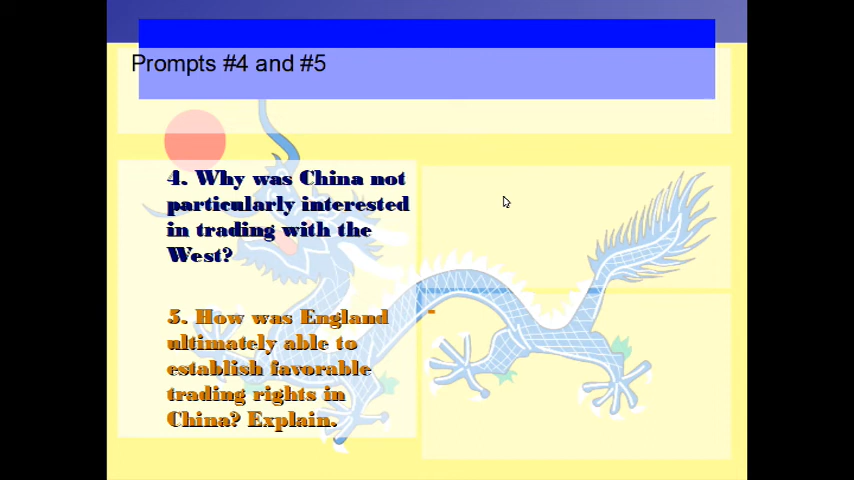 Prompts #4 and #5
4. Why was China not
particularly interested
in trading with the
West?
5. How was England
ultimately able to
establish favorable
trading rights in
China? Explain.
-